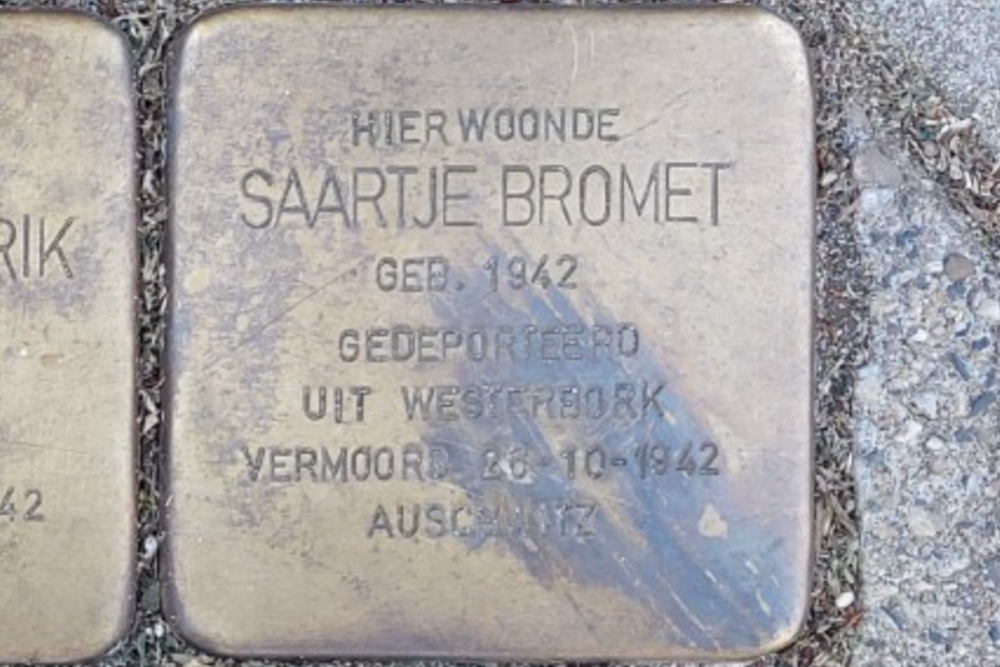 HIER WOONDE
SAARTJE BROMET
GEB. 1942
GEDEPORTEERD
UIT WESTERBORK
VERMOORD 26-10-1942
AUSCHWITZ
RIK
42